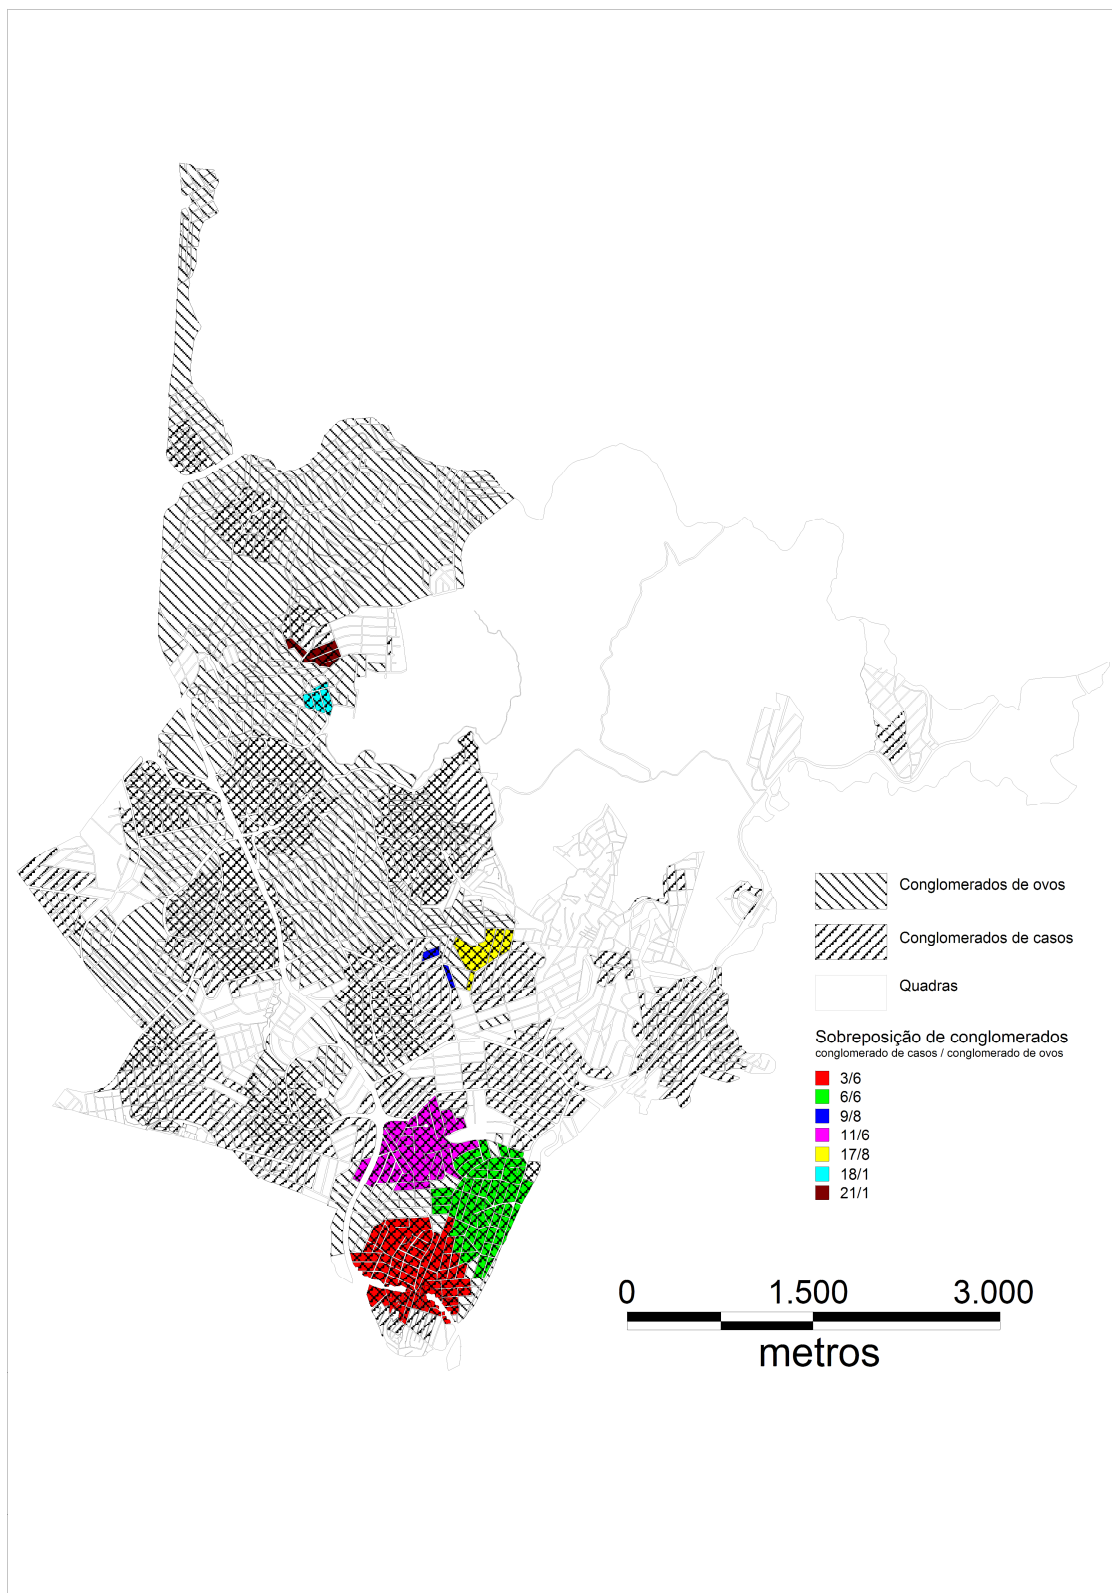 Conglomerados de ovos
Conglomerados de casos
Quadras
Sobreposição de conglomerados
conglomerado de casos / conglomerado de ovos
3/6
6/6
9/8
11/6
17/8
18/1
21/1
0 1.500 3.000
metros